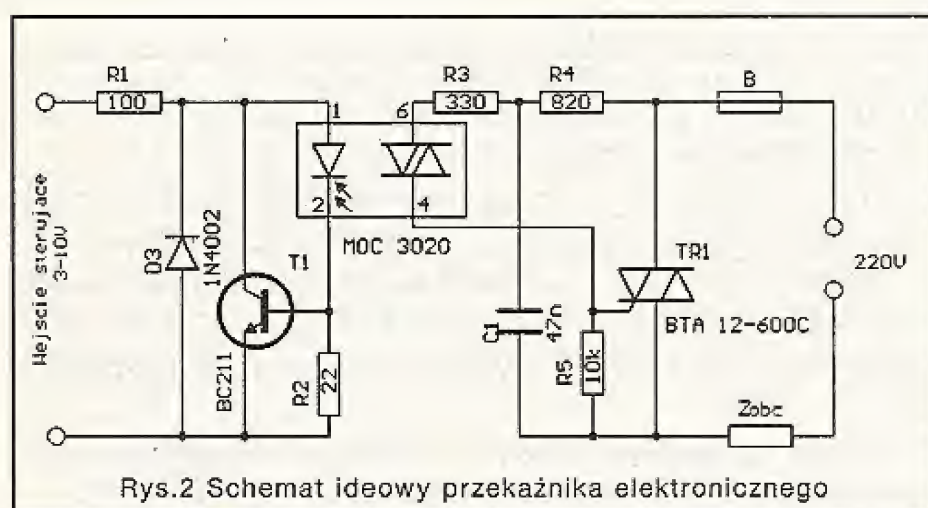 R1
100
R3
330
R4
820
B
1
6
2
4
MOC 3020
Wejscie sterujace
3-10V
D3
1N4002
T1
BC211
R2
22
C1
47n
R5
10k
TR1
BTA 12-600C
220V
Zobc
Rys.2 Schemat ideowy przekaźnika elektronicznego